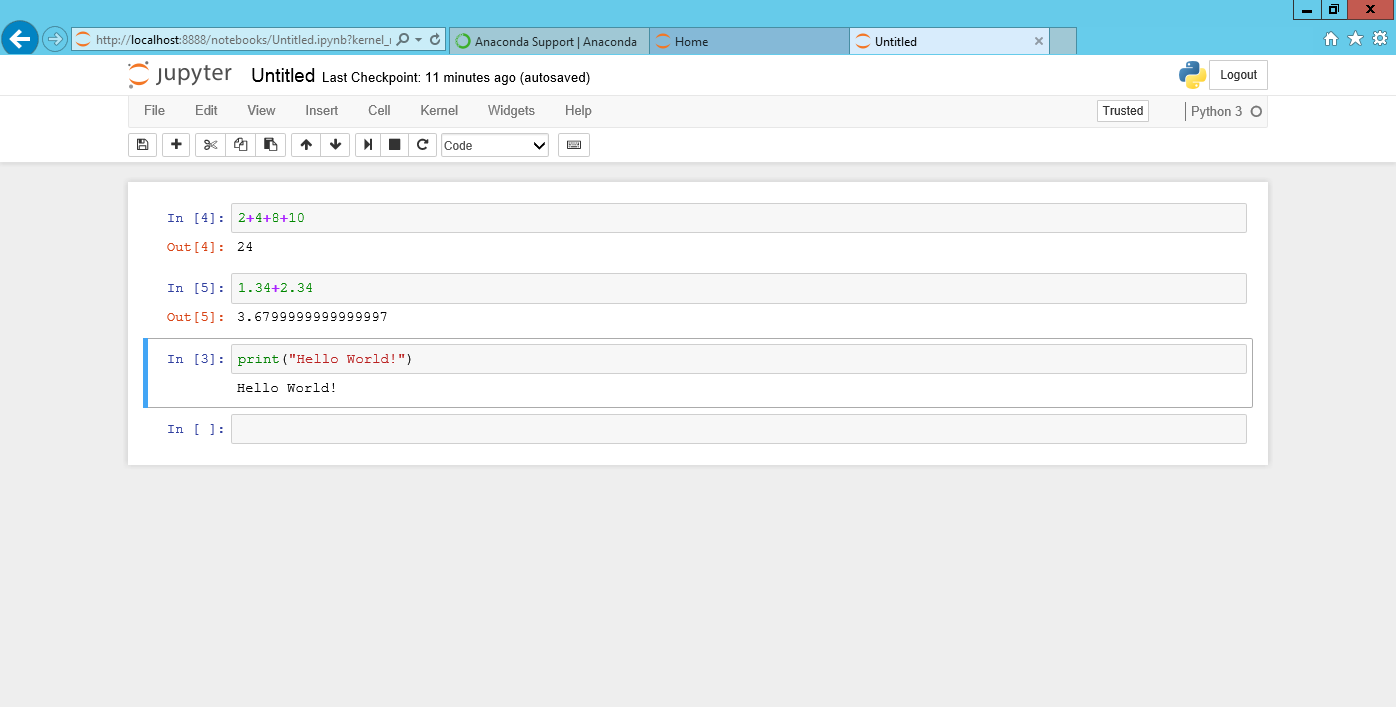 http://localhost:8888/notebooks/Untitled.ipynb?kernel_
Anaconda Support | Anaconda
Home
Untitled
jupyter Untitled Last Checkpoint: 11 minutes ago (autosaved)
Logout
File Edit View Insert Cell Kernel Widgets Help
Trusted
Python 3
Code
In [4]: 2+4+8+10
Out[4]: 24
In [5]: 1.34+2.34
Out[5]: 3.6799999999999997
In [3]: print("Hello World!")
Hello World!
In [ ]: